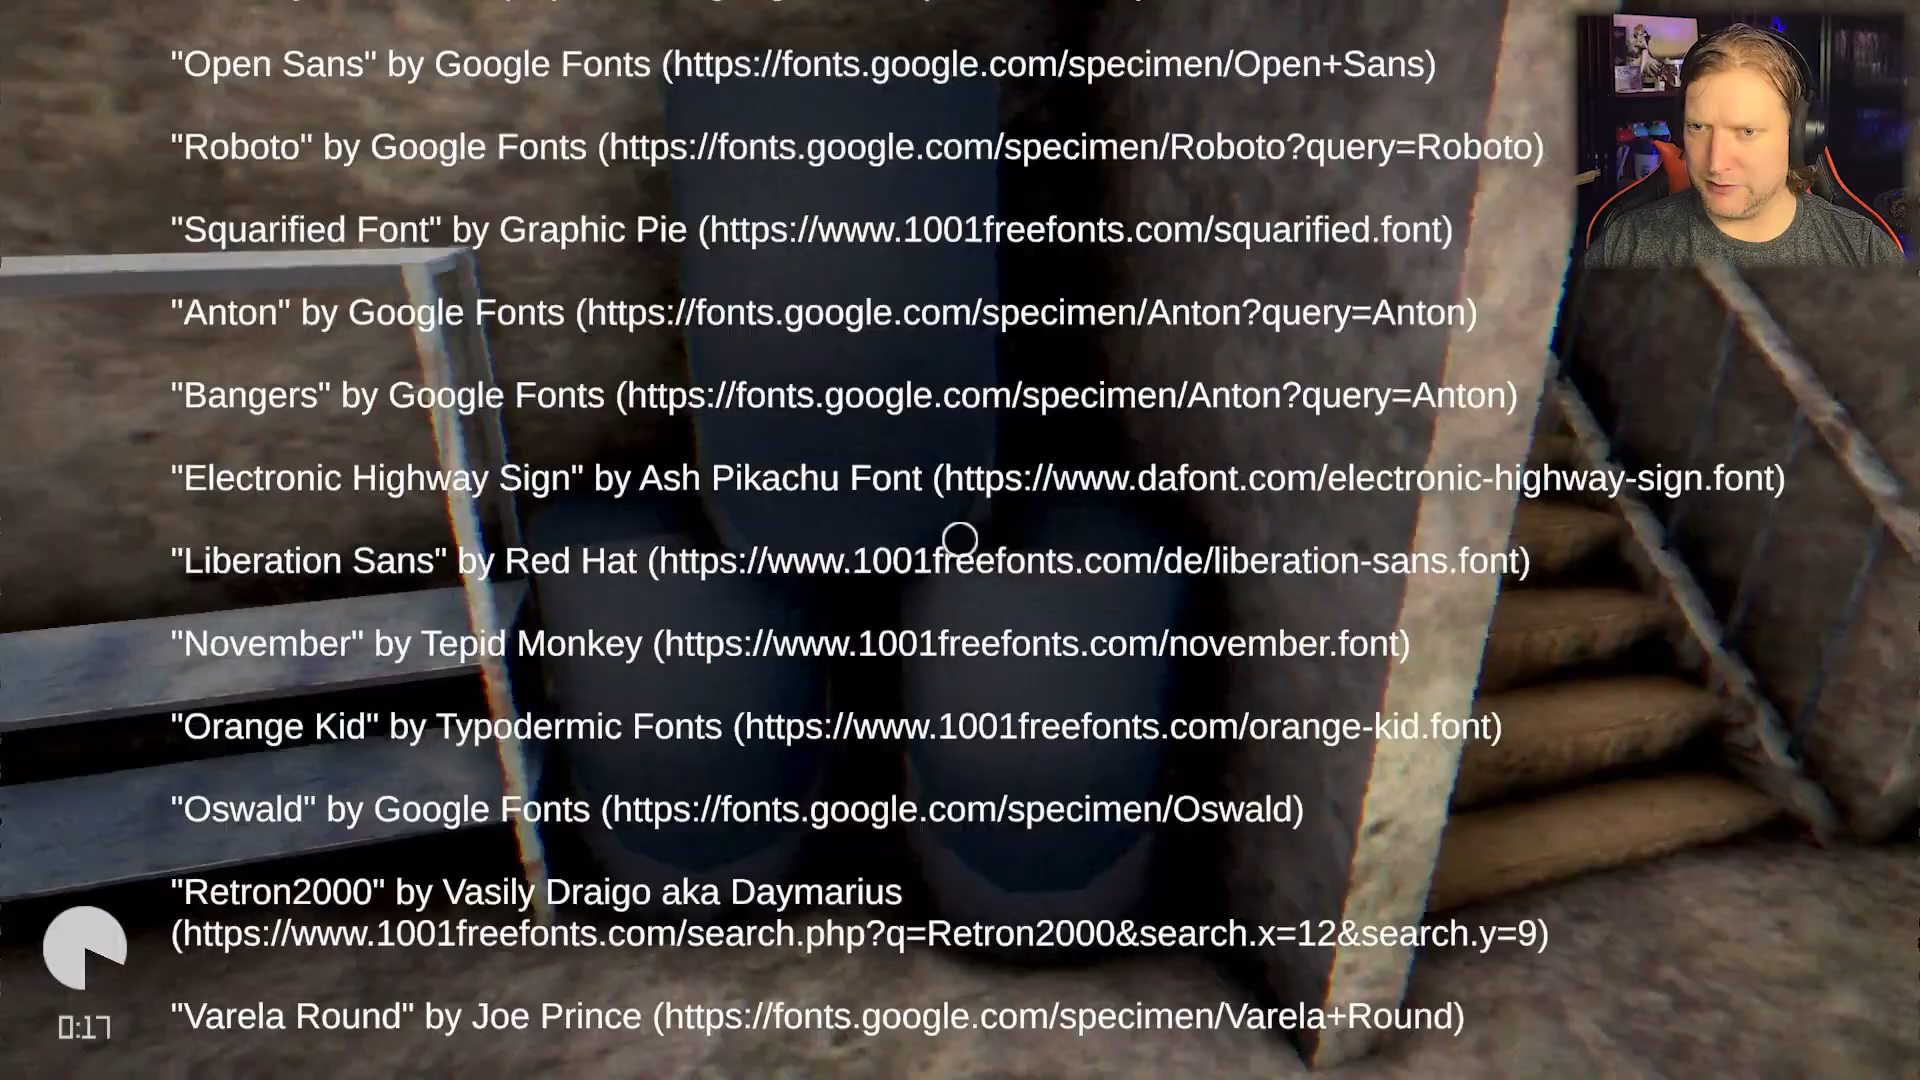 "Open Sans" by Google Fonts (https://fonts.google.com/specimen/Open+Sans)
"Roboto" by Google Fonts (https://fonts.google.com/specimen/Roboto?query=Roboto)
"Squarified Font" by Graphic Pie (https://www.1001freefonts.com/squarified.font)
"Anton" by Google Fonts (https://fonts.google.com/specimen/Anton?query=Anton)
"Bangers" by Google Fonts (https://fonts.google.com/specimen/Anton?query=Anton)
"Electronic Highway Sign" by Ash Pikachu Font (https://www.dafont.com/electronic-highway-sign.font)
"Liberation Sans" by Red Hat (https://www.1001freefonts.com/de/liberation-sans.font)
"November" by Tepid Monkey (https://www.1001freefonts.com/november.font)
"Orange Kid" by Typodermic Fonts (https://www.1001freefonts.com/orange-kid.font)
"Oswald" by Google Fonts (https://fonts.google.com/specimen/Oswald)
"Retron2000" by Vasily Draigo aka Daymarius
(https://www.1001freefonts.com/search.php?q=Retron2000&search.x=12&search.y=9)
"Varela Round" by Joe Prince (https://fonts.google.com/specimen/Varela+Round)
0:17